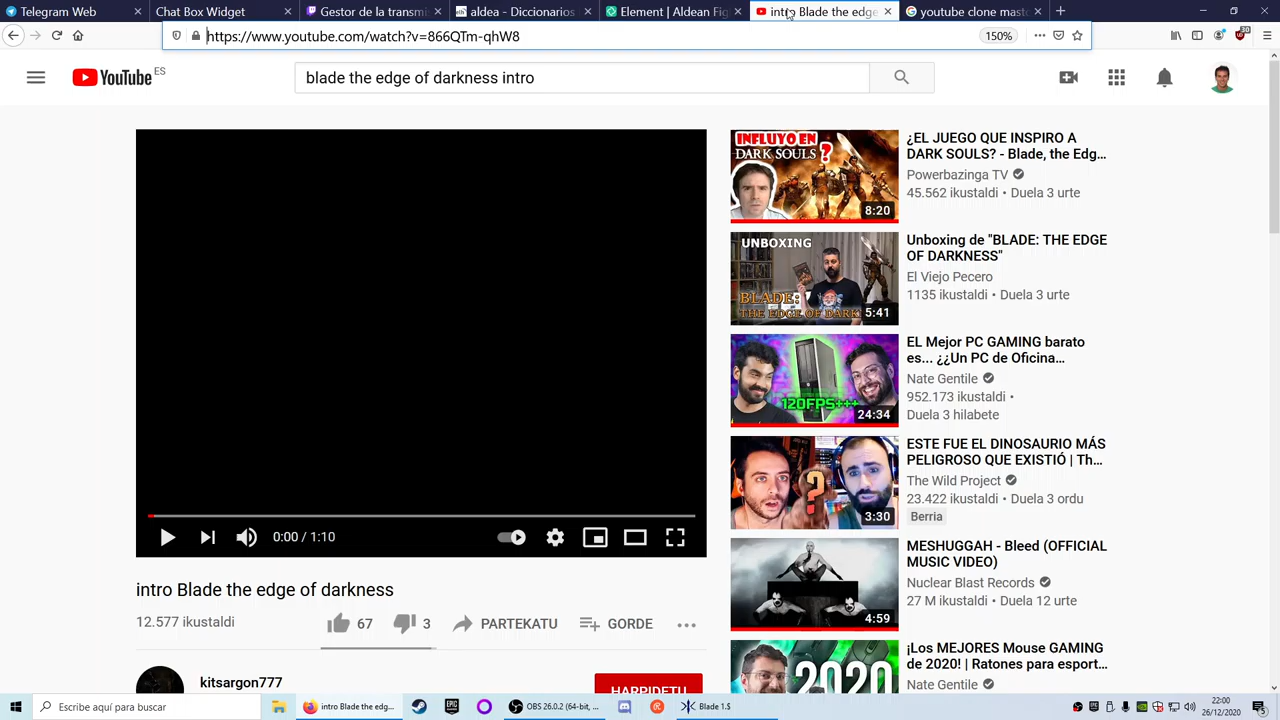 Telegram Web
Chat Box Widget
Gestor de la transmis
aldea – Diccionarios
Element | Aldean Fig
intro Blade the edge
youtube clone maste
https://www.youtube.com/watch?v=866QTm-qhW8
150%
YouTube ES
blade the edge of darkness intro
INFLUYO EN
DARK SOULS?
8:20
¿EL JUEGO QUE INSPIRO A
DARK SOULS? - Blade, the Edg...
Powerbazinga TV
45.562 ikustaldi • Duela 3 urte
UNBOXING
BLADE:
THE EDGE OF DARK
5:41
Unboxing de "BLADE: THE EDGE
OF DARKNESS"
El Viejo Pecero
1135 ikustaldi • Duela 3 urte
120FPS+++
24:34
EL Mejor PC GAMING barato
es... ¿¿Un PC de Oficina...
Nate Gentile
952.173 ikustaldi •
Duela 3 hilabete
?
3:30
ESTE FUE EL DINOSAURIO MÁS
PELIGROSO QUE EXISTIÓ | Th...
The Wild Project
23.422 ikustaldi • Duela 3 ordu
Berria
0:00 / 1:10
4:59
MESHUGGAH - Bleed (OFFICIAL
MUSIC VIDEO)
Nuclear Blast Records
27 M ikustaldi • Duela 12 urte
intro Blade the edge of darkness
12.577 ikustaldi
67
3
PARTEKATU
GORDE
2020
¡Los MEJORES Mouse GAMING
de 2020! | Ratones para esport...
Nate Gentile
kitsargon777
HARPIDETU
Escribe aquí para buscar
intro Blade the edg...
EPIC
OBS 26.0.2 (64-bit, ...
Blade 1.$
22:00
26/12/2020